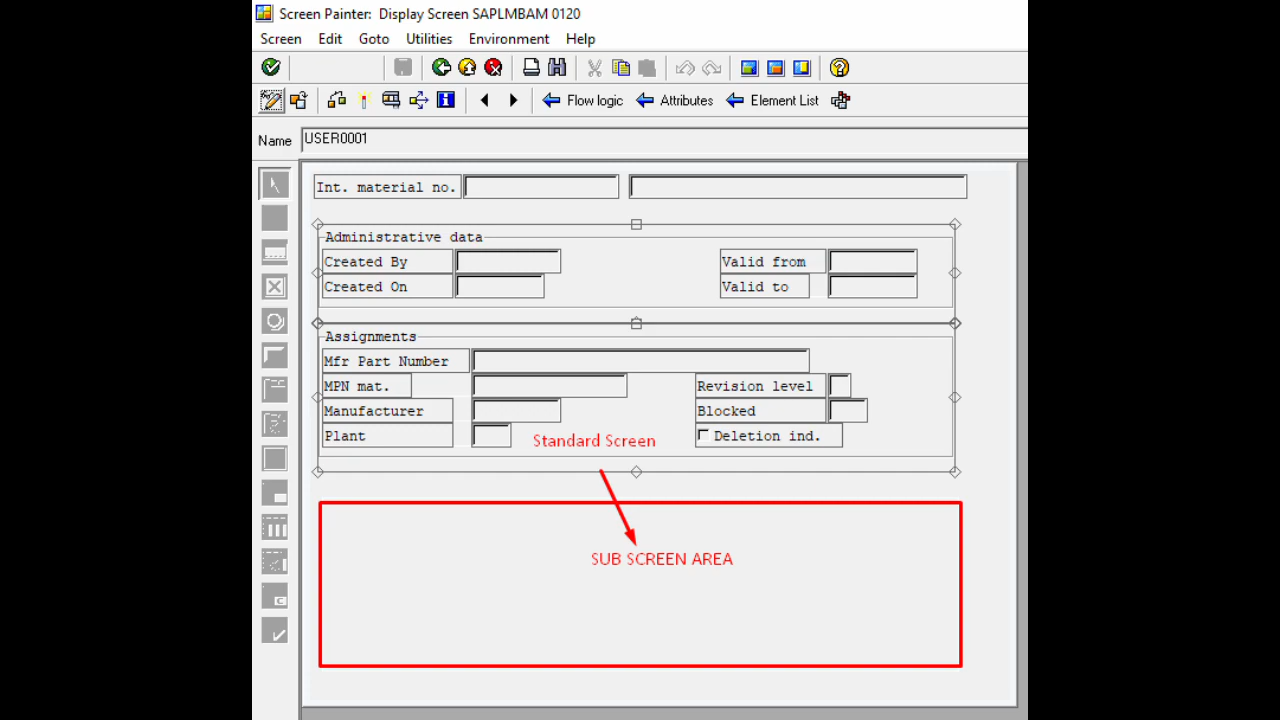 Screen Painter: Display Screen SAPLMBAM 0120
Screen Edit Goto Utilities Environment Help
Flow logic Attributes Element List
Name USER0001
Int. material no.
Administrative data
Created By Valid from
Created On Valid to
Assignments
Mfr Part Number
MPN mat. Revision level
Manufacturer Blocked
Plant Standard Screen Deletion ind.
SUB SCREEN AREA